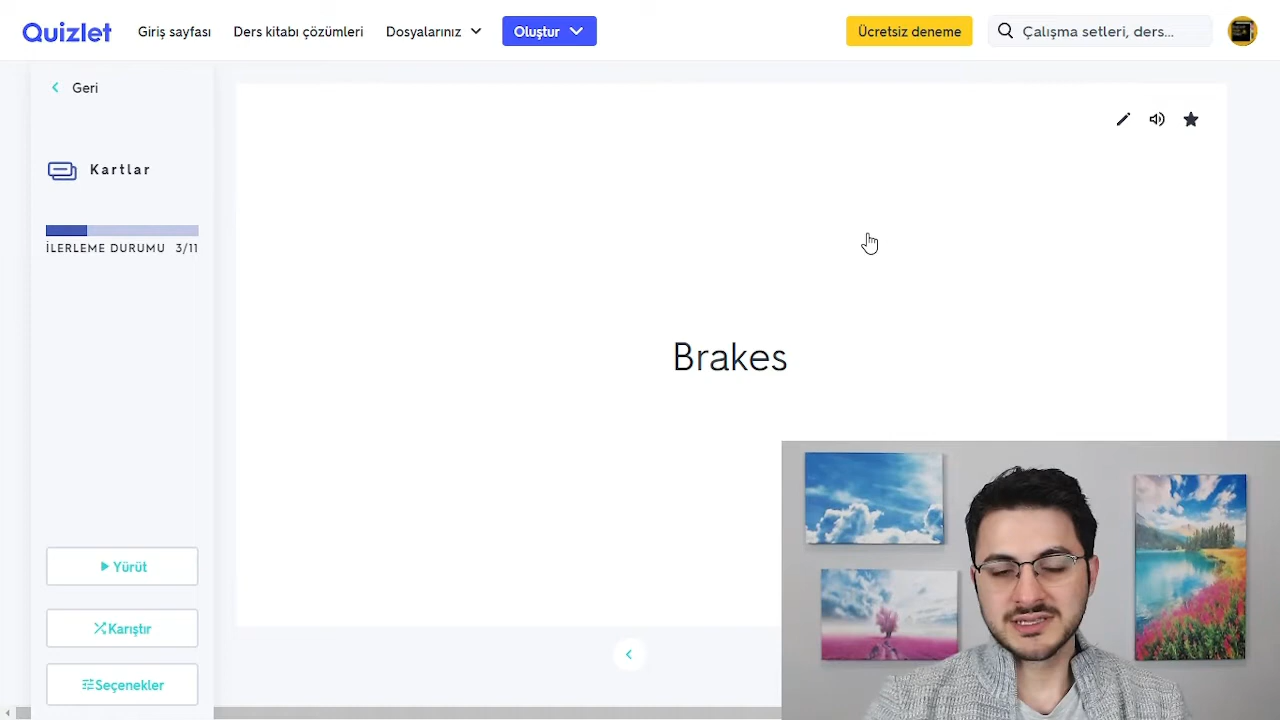 Quizlet
Giriş sayfası
Ders kitabı çözümleri
Dosyalarınız
Oluştur
Ücretsiz deneme
Çalışma setleri, ders...
Geri
Kartlar
İLERLEME DURUMU 3/11
Brakes
Yürüt
Karıştır
Seçenekler